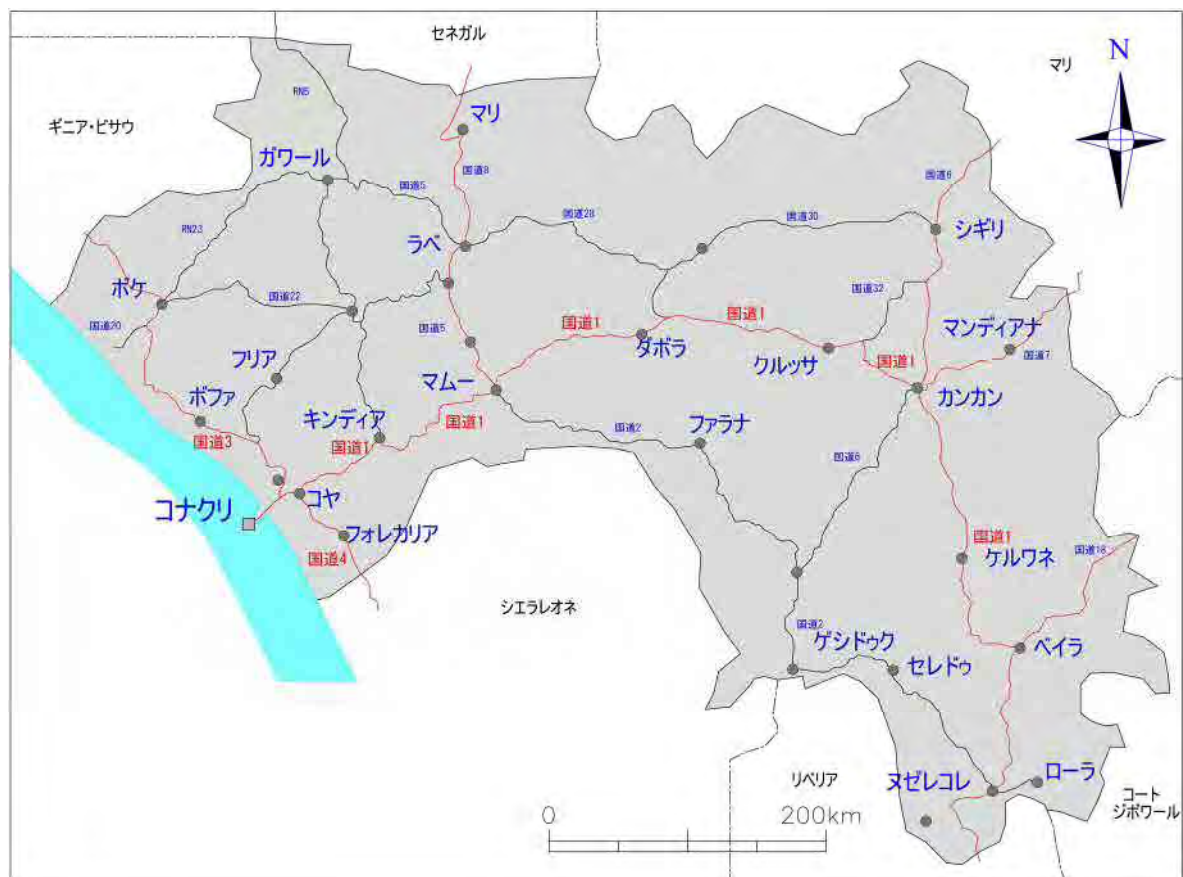 セネガル
N
マリ
RN5
ギニア・ビサウ
マリ
ガワール
国道8
国道5
国道6
国道28
国道30
RN23
ラベ
シギリ
ボケ
国道22
国道32
国道20
国道5
国道1
国道1
マンディアナ
ダボラ
国道7
フリア
クルッサ
国道1
マムー
カンカン
ボファ
キンディア
国道1
ファラナ
国道3
国道1
国道2
国道6
コヤ
コナクリ
フォレカリア
国道1
国道18
国道4
ケルワネ
シエラレオネ
国道2
ゲシドゥク
ベイラ
セレドゥ
リベリア
ヌゼレコレ
ローラ
コート
ジボワール
0
200km